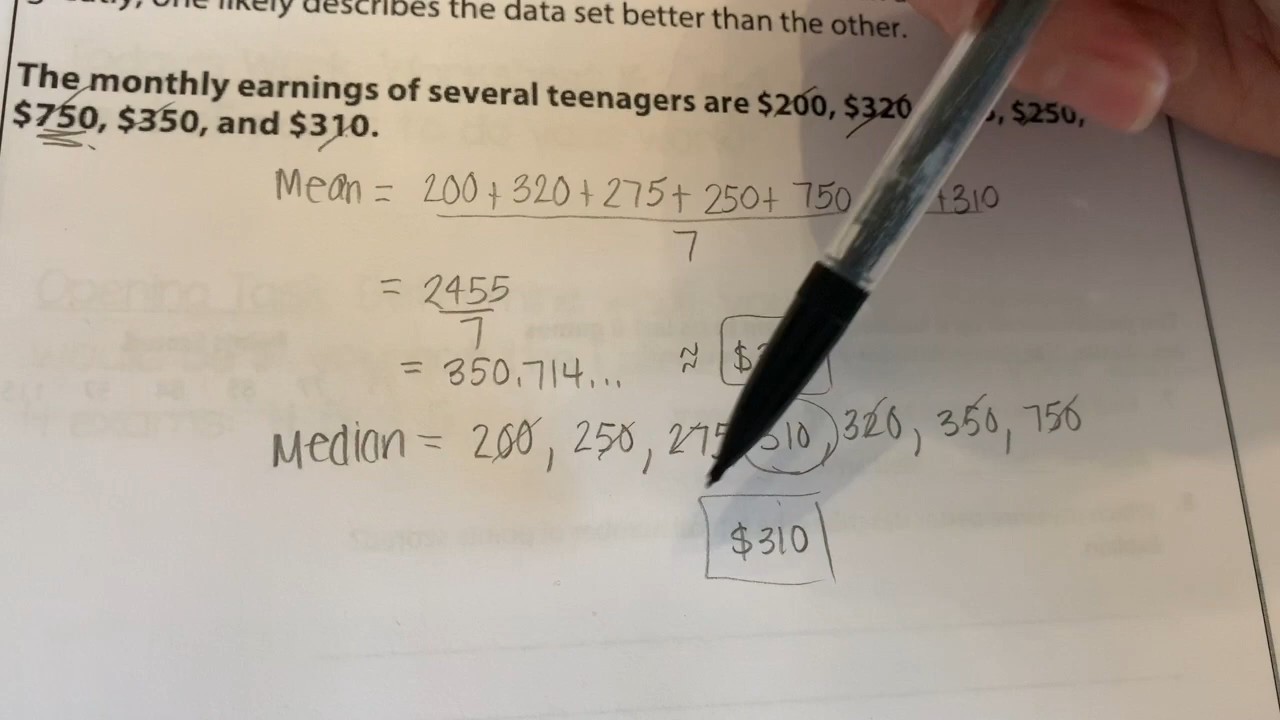 one likely describes the data set better than the other.
The monthly earnings of several teenagers are $200, $320 , $250,
$750, $350, and $310.
Mean = 200 + 320 + 275 + 250 + 750 +310
7
= 2455
7
= 350.714... ≈ $
Median = 200, 250, 275 310, 320, 350, 750
$310